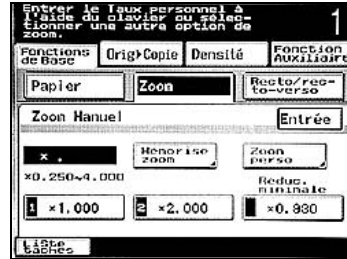 Entrer le Taux personnel à
l'aide du clavier ou sélec-
tionner une autre option de
zoom.
1
Fonctions de Base
Orig▸Copie
Densité
Fonction Auxiliaire
Papier
Zoom
Recto/rec-
to-verso
Zoom Manuel
Entrée
× .
Mémorise
zoom
Zoom
perso
×0.250~4.000
Réduc.
minimale
1 ×1.000
2 ×2.000
×0.930
Liste
tâches